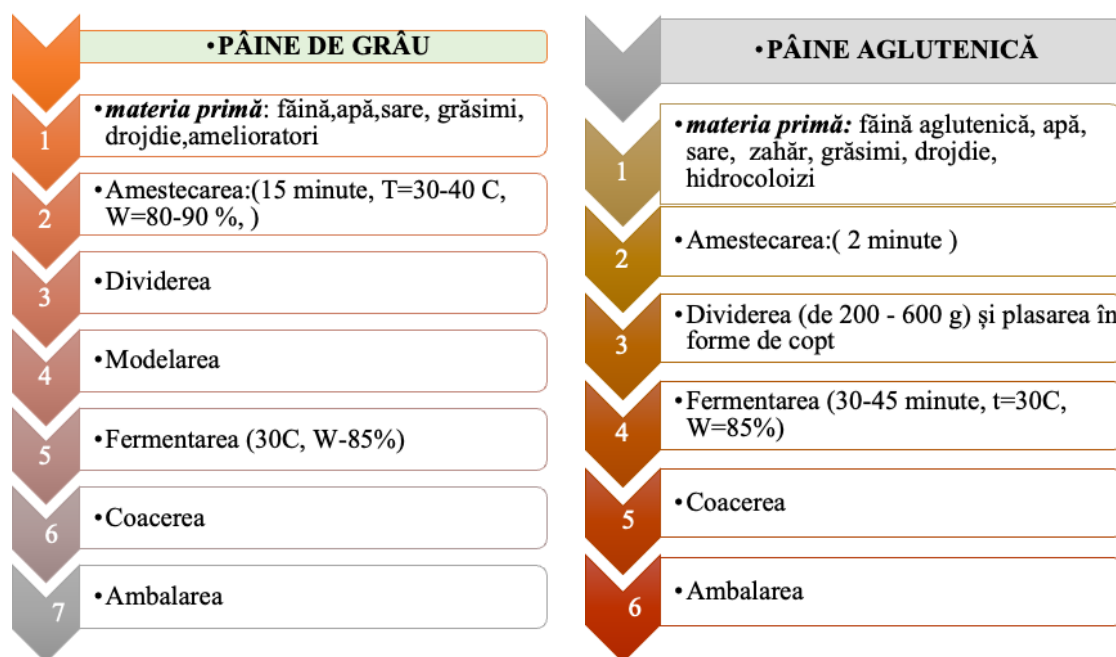 •PÂINE DE GRÂU
1
•materia primă: făină,apă,sare, grăsimi,
drojdie,amelioratori
2
•Amestecarea:(15 minute, T=30-40 C,
W=80-90 %, )
3
•Dividerea
4
•Modelarea
5
•Fermentarea (30C, W-85%)
6
•Coacerea
7
•Ambalarea
•PÂINE AGLUTENICĂ
1
•materia primă: făină aglutenică, apă,
sare, zahăr, grăsimi, drojdie,
hidrocoloizi
2
•Amestecarea:( 2 minute )
3
•Dividerea (de 200 - 600 g) și plasarea în
forme de copt
4
•Fermentarea (30-45 minute, t=30C,
W=85%)
5
•Coacerea
6
•Ambalarea